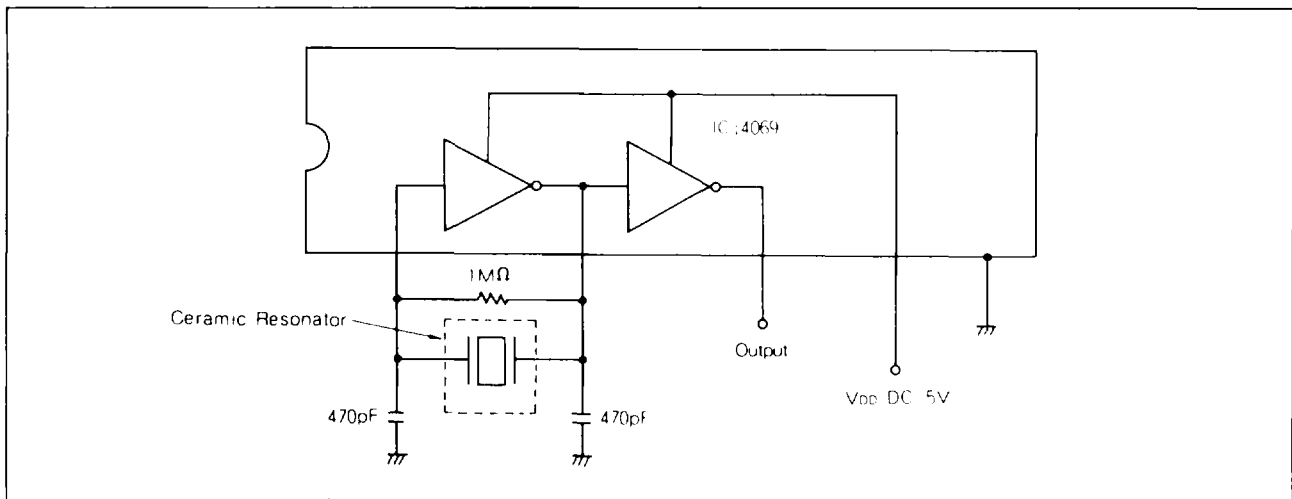 IC : 4069
1MΩ
Ceramic Resonator
Output
VDD DC 5V
470pF
470pF